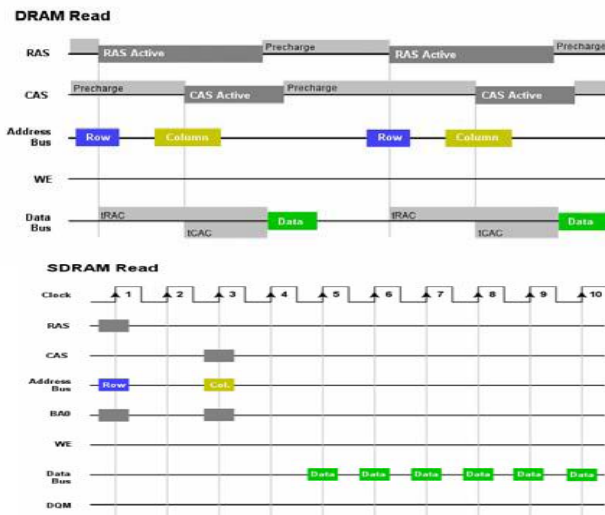 DRAM Read
RAS RAS Active Precharge RAS Active Precharge
CAS Precharge CAS Active Precharge CAS Active
Address Bus Row Column Row Column
WE
Data Bus tRAC tCAC Data tRAC tCAC Data
SDRAM Read
Clock 1 2 3 4 5 6 7 8 9 10
RAS
CAS
Address Bus Row Col.
BA0
WE
Data Bus Data Data Data Data Data Data
DQM